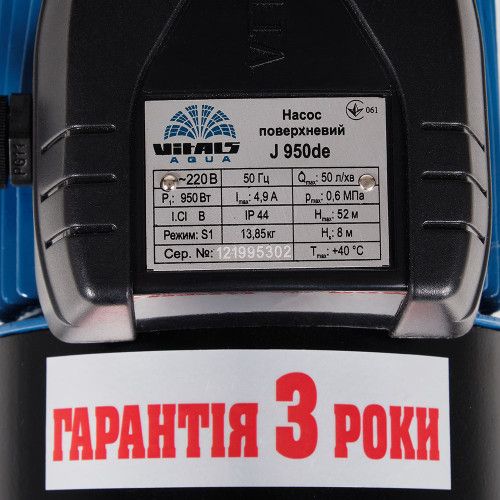 VITALS
PG11
VITALS
AQUA
Насос
поверхневий
J 950de
061
~220 В
50 Гц
Qmax: 50 л/хв
P1: 950 Вт
Imax: 4,9 А
pmax: 0,6 МПа
I.Cl B
IP 44
Hmax: 52 м
Режим: S1
13,85кг
Hs: 8 м
Сер. №: 121995302
Tmax: +40 °C
ГАРАНТІЯ 3 РОКИ